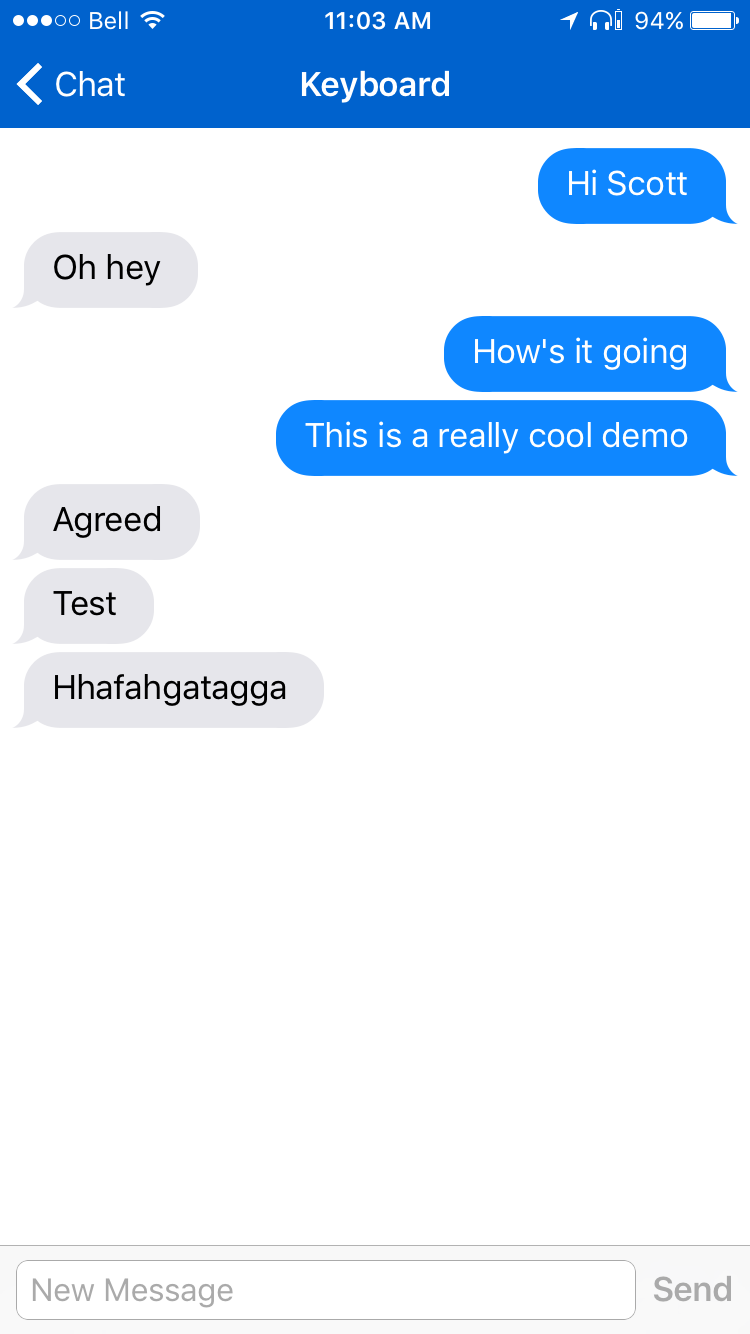 Bell 11:03 AM 94%
Chat Keyboard
Hi Scott
Oh hey
How's it going
This is a really cool demo
Agreed
Test
Hhafahgatagga
New Message Send